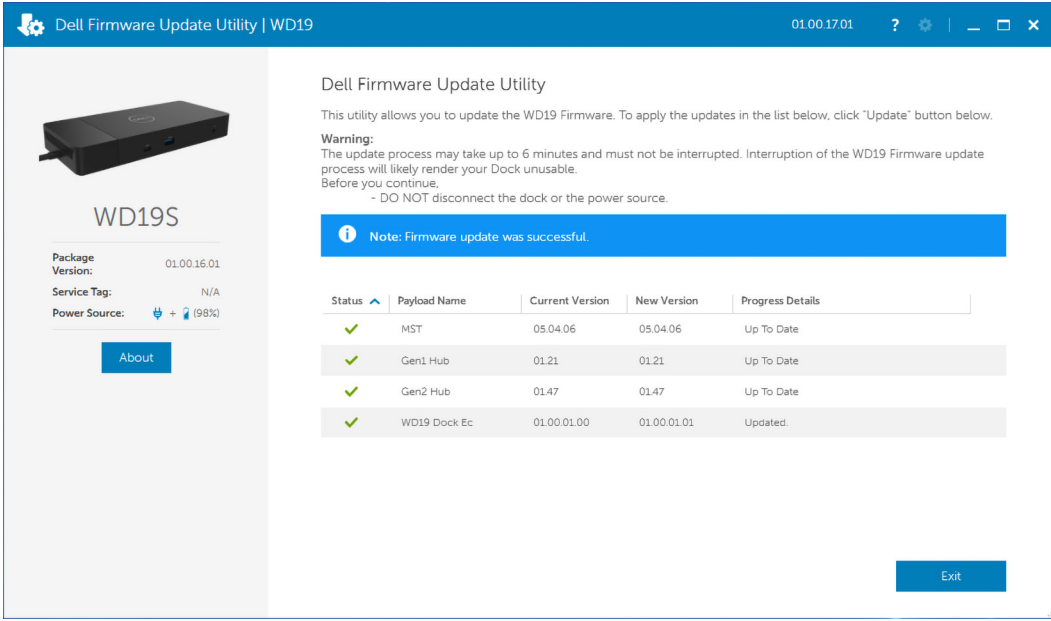 Dell Firmware Update Utility | WD19
01.00.17.01 ?
Dell Firmware Update Utility
This utility allows you to update the WD19 Firmware. To apply the updates in the list below, click "Update" button below.
Warning:
The update process may take up to 6 minutes and must not be interrupted. Interruption of the WD19 Firmware update
process will likely render your Dock unusable.
Before you continue,
- DO NOT disconnect the dock or the power source.
WD19S
Package Version: 01.00.16.01
Service Tag: N/A
Power Source: + (98%)
About
Note: Firmware update was successful.
Status Payload Name Current Version New Version Progress Details
MST 05.04.06 05.04.06 Up To Date
Gen1 Hub 01.21 01.21 Up To Date
Gen2 Hub 01.47 01.47 Up To Date
WD19 Dock Ec 01.00.01.00 01.00.01.01 Updated.
Exit